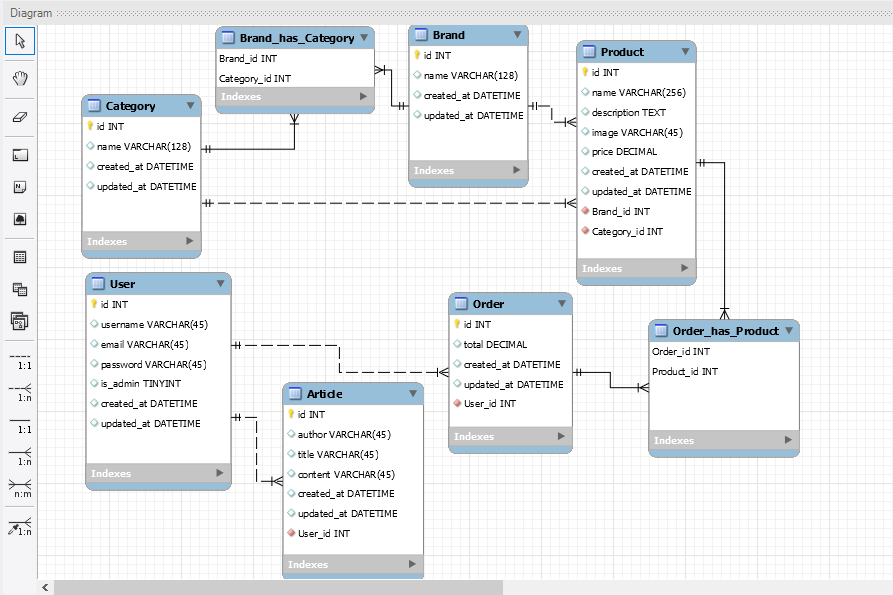 Diagram
Brand_has_Category
Brand_id INT
Category_id INT
Indexes
Brand
id INT
name VARCHAR(128)
created_at DATETIME
updated_at DATETIME
Indexes
Product
id INT
name VARCHAR(256)
description TEXT
image VARCHAR(45)
price DECIMAL
created_at DATETIME
updated_at DATETIME
Brand_id INT
Category_id INT
Indexes
Category
id INT
name VARCHAR(128)
created_at DATETIME
updated_at DATETIME
Indexes
User
id INT
username VARCHAR(45)
email VARCHAR(45)
password VARCHAR(45)
is_admin TINYINT
created_at DATETIME
updated_at DATETIME
Indexes
Order
id INT
total DECIMAL
created_at DATETIME
updated_at DATETIME
User_id INT
Indexes
Order_has_Product
Order_id INT
Product_id INT
Indexes
Article
id INT
author VARCHAR(45)
title VARCHAR(45)
content VARCHAR(45)
created_at DATETIME
updated_at DATETIME
User_id INT
Indexes
1:1
1:n
1:1
1:n
n:m
1:n